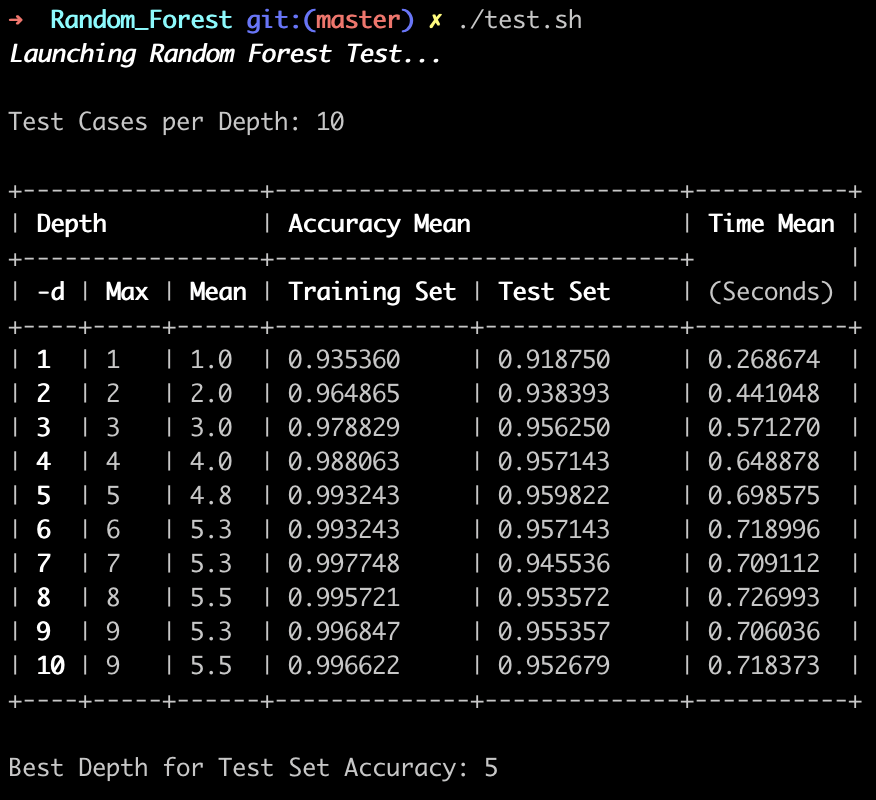 ➜  Random_Forest git:(master) ✗ ./test.sh
Launching Random Forest Test...
Test Cases per Depth: 10
+-----------------+-----------------------------+-----------+
| Depth           | Accuracy Mean               | Time Mean |
+-----------------+-----------------------------+           |
| -d | Max | Mean | Training Set | Test Set     | (Seconds) |
+----+-----+------+--------------+--------------+-----------+
| 1  | 1   | 1.0  | 0.935360     | 0.918750     | 0.268674  |
| 2  | 2   | 2.0  | 0.964865     | 0.938393     | 0.441048  |
| 3  | 3   | 3.0  | 0.978829     | 0.956250     | 0.571270  |
| 4  | 4   | 4.0  | 0.988063     | 0.957143     | 0.648878  |
| 5  | 5   | 4.8  | 0.993243     | 0.959822     | 0.698575  |
| 6  | 6   | 5.3  | 0.993243     | 0.957143     | 0.718996  |
| 7  | 7   | 5.3  | 0.997748     | 0.945536     | 0.709112  |
| 8  | 8   | 5.5  | 0.995721     | 0.953572     | 0.726993  |
| 9  | 9   | 5.3  | 0.996847     | 0.955357     | 0.706036  |
| 10 | 9   | 5.5  | 0.996622     | 0.952679     | 0.718373  |
+----+-----+------+--------------+--------------+-----------+
Best Depth for Test Set Accuracy: 5